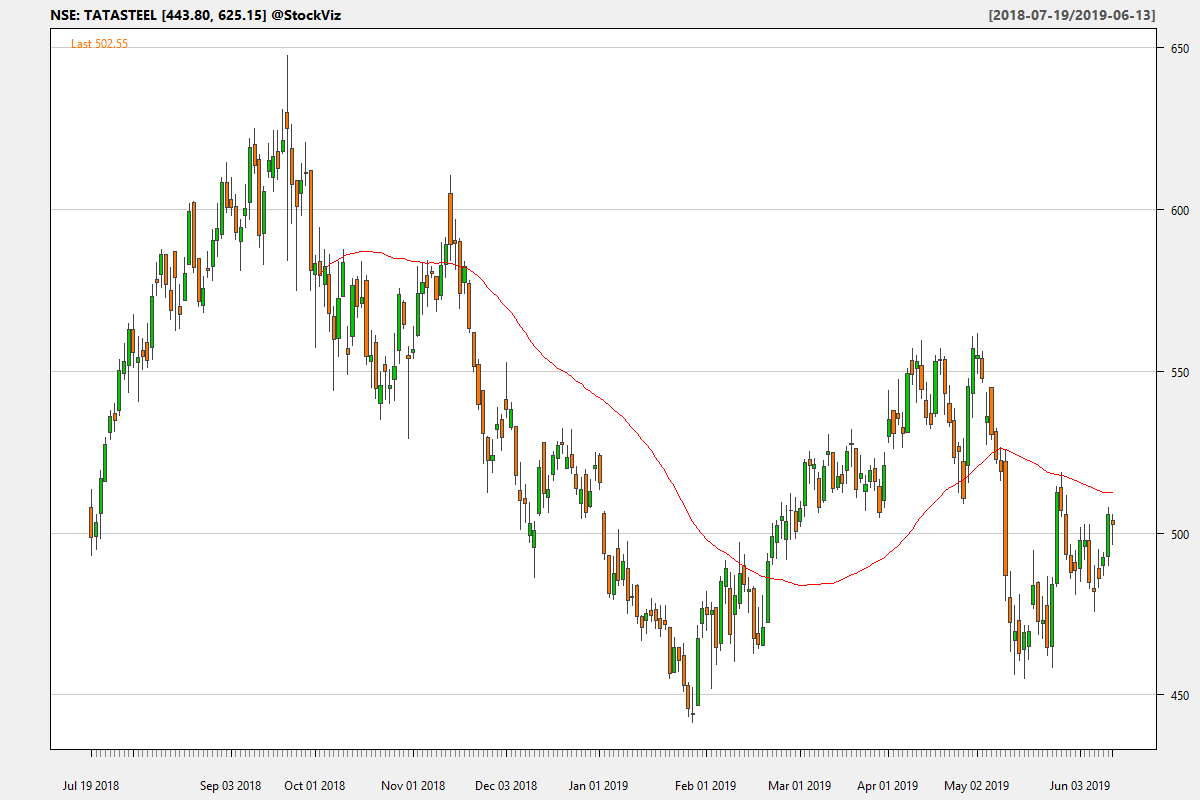 NSE: TATASTEEL [443.80, 625.15] @StockViz
[2018-07-19/2019-06-13]
Last 502.55
650
600
550
500
450
Jul 19 2018
Sep 03 2018
Oct 01 2018
Nov 01 2018
Dec 03 2018
Jan 01 2019
Feb 01 2019
Mar 01 2019
Apr 01 2019
May 02 2019
Jun 03 2019